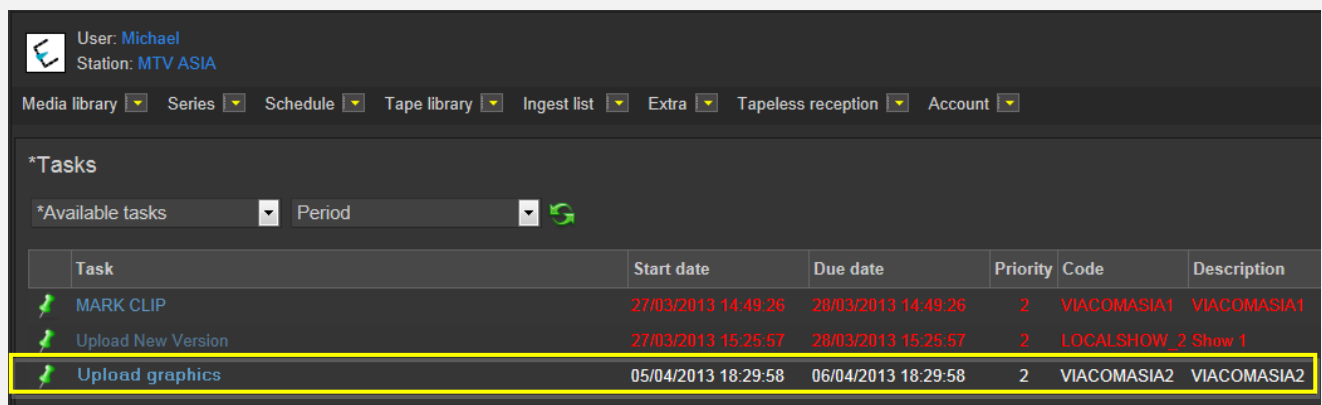 User: Michael
Station: MTV ASIA
Media library Series Schedule Tape library Ingest list Extra Tapeless reception Account
*Tasks
*Available tasks Period
Task Start date Due date Priority Code Description
MARK CLIP 27/03/2013 14:49:26 28/03/2013 14:49:26 2 VIACOMASIA1 VIACOMASIA1
Upload New Version 27/03/2013 15:25:57 28/03/2013 15:25:57 2 LOCALSHOW_2 Show 1
Upload graphics 05/04/2013 18:29:58 06/04/2013 18:29:58 2 VIACOMASIA2 VIACOMASIA2